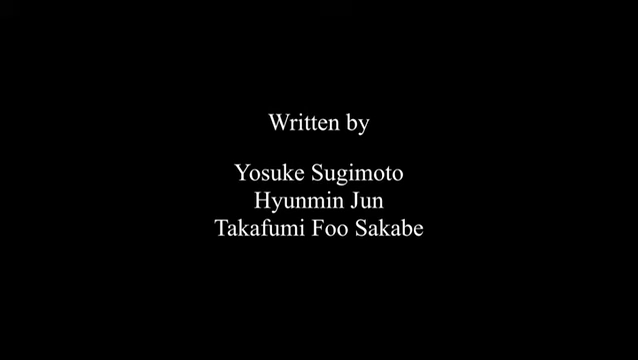 Written by
Yosuke Sugimoto
Hyunmin Jun
Takafumi Foo Sakabe